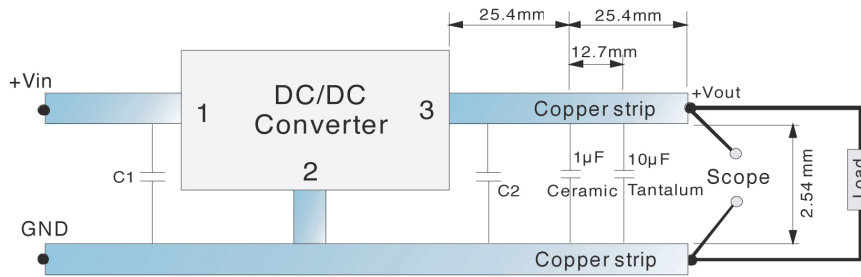 25.4mm 25.4mm
12.7mm
+Vin
DC/DC
Converter
1
3
2
Copper strip
+Vout
C1
C2
1μF
Ceramic
10μF
Tantalum
Scope
2.54 mm
Load
GND
Copper strip